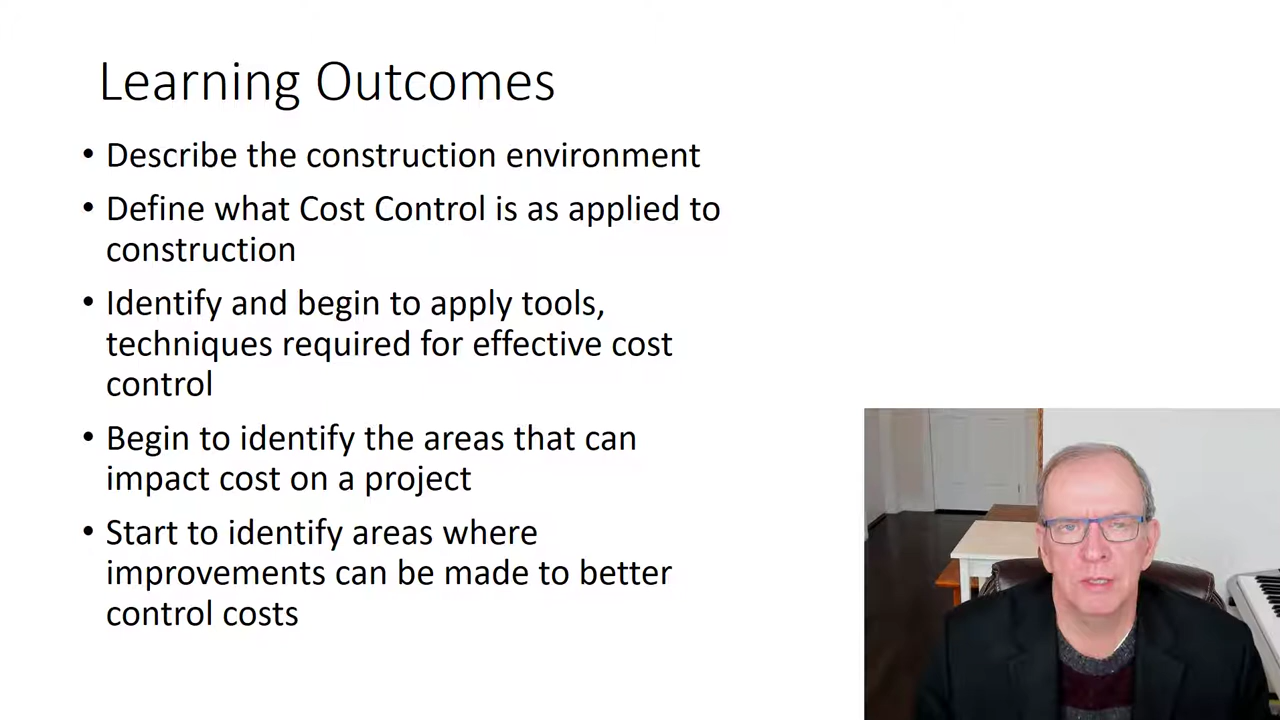 Learning Outcomes
• Describe the construction environment
• Define what Cost Control is as applied to
construction
• Identify and begin to apply tools,
techniques required for effective cost
control
• Begin to identify the areas that can
impact cost on a project
• Start to identify areas where
improvements can be made to better
control costs